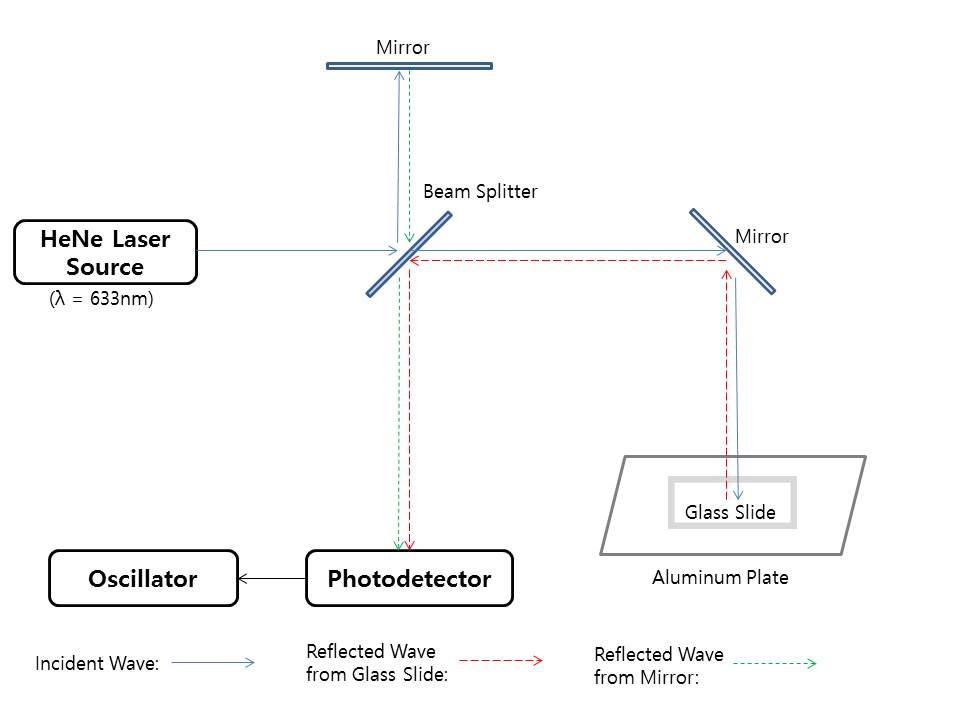 Mirror
Beam Splitter
HeNe Laser
Source
(λ = 633nm)
Mirror
Glass Slide
Oscillator
Photodetector
Aluminum Plate
Incident Wave:
Reflected Wave
from Glass Slide:
Reflected Wave
from Mirror: